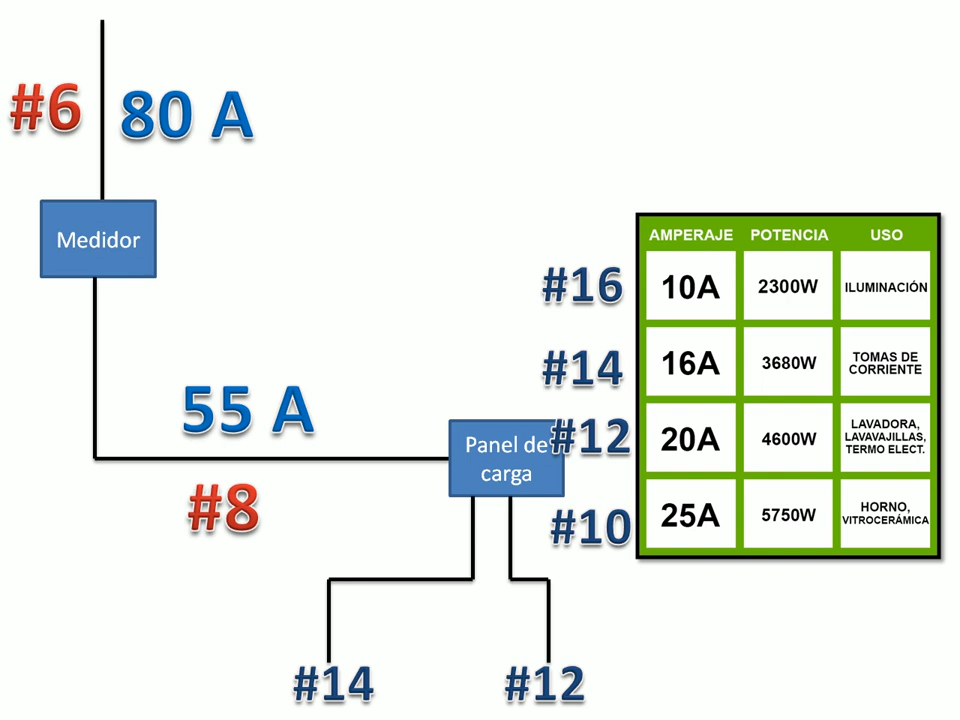 #6
80 A
Medidor
55 A
#8
Panel de
carga
#14
#12
#16
#14
#12
#10
AMPERAJE POTENCIA USO
10A 2300W ILUMINACIÓN
16A 3680W TOMAS DE
CORRIENTE
20A 4600W LAVADORA,
LAVAVAJILLAS,
TERMO ELECT.
25A 5750W HORNO,
VITROCERÁMICA